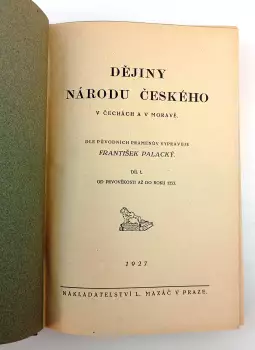 DĚJINY
NÁRODU ČESKÉHO
V ČECHÁCH A V MORAVĚ
DLE PŮVODNÍCH PRAMENŮV VYPRAVUJE
FRANTIŠEK PALACKÝ.
DÍL I.
OD PRVOVĚKOSTI AŽ DO ROKU 1253.
1927
NAKLADATELSTVÍ L. MAZÁČ V PRAZE.